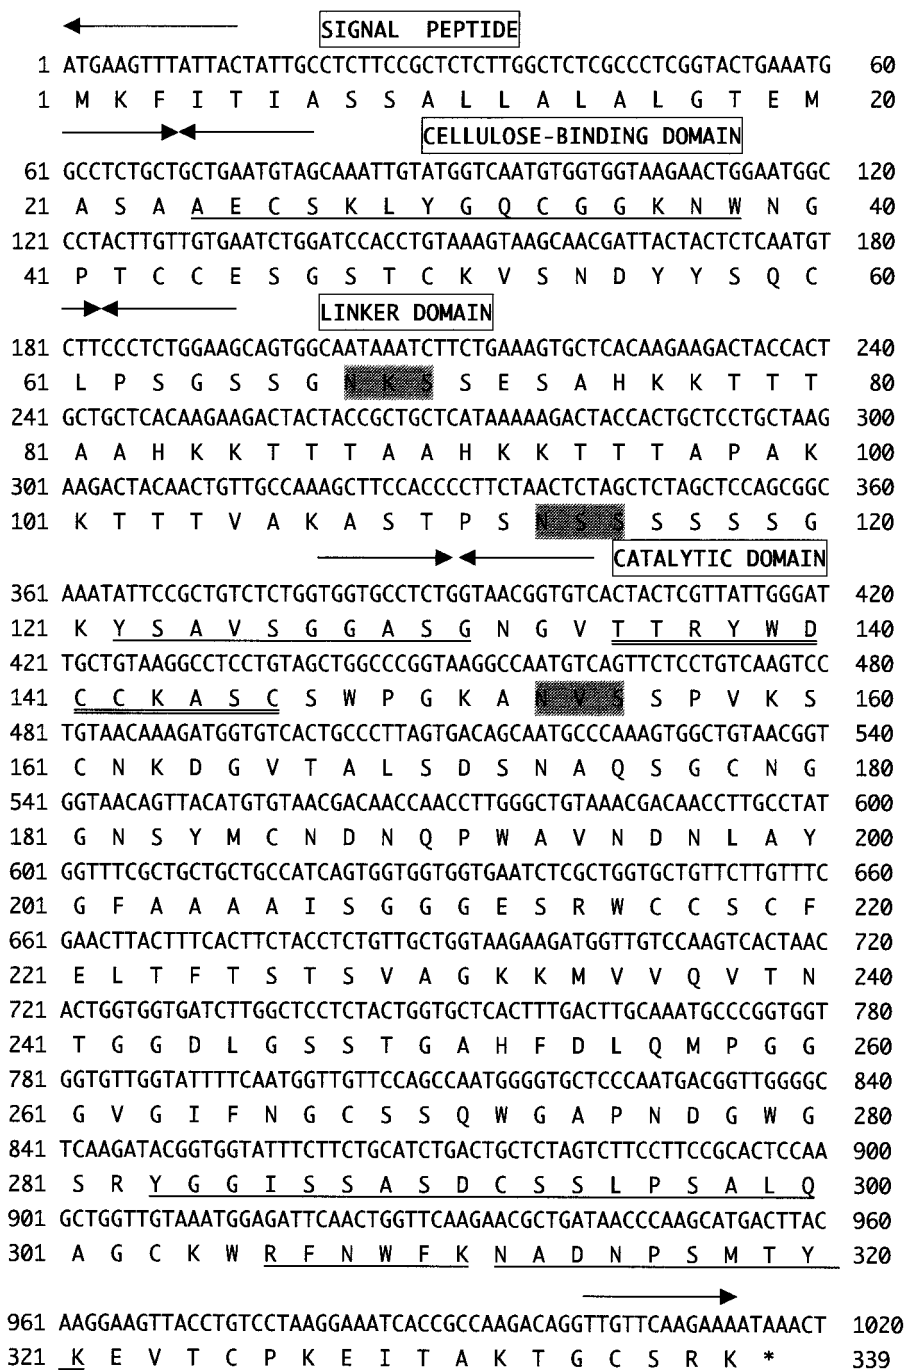 SIGNAL PEPTIDE
1 ATGAAGTTTATTACTATTGCCTCTTCCGCTCTCTTGGCTCTCGCCCTCGGTACTGAAATG 60
1 M K F I T I A S S A L L A L A L G T E M 20
CELLULOSE-BINDING DOMAIN
61 GCCTCTGCTGCTGAATGTAGCAAATTGTATGGTCAATGTGGTGGTAAGAACTGGAATGGC 120
21 A S A A E C S K L Y G Q C G G K N W N G 40
121 CCTACTTGTTGTGAATCTGGATCCACCTGTAAAGTAAGCAACGATTACTACTCTCAATGT 180
41 P T C C E S G S T C K V S N D Y Y S Q C 60
LINKER DOMAIN
181 CTTCCCTCTGGAAGCAGTGGCAATAAATCTTCTGAAAGTGCTCACAAGAAGACTACCACT 240
61 L P S G S S G N K S S E S A H K K T T T 80
241 GCTGCTCACAAGAAGACTACTACCGCTGCTCATAAAAAGACTACCACTGCTCCTGCTAAG 300
81 A A H K K T T T A A H K K T T T A P A K 100
301 AAGACTACAACTGTTGCCAAAGCTTCCACCCCTTCTAACTCTAGCTCTAGCTCCAGCGGC 360
101 K T T T V A K A S T P S N S S S S S S G 120
CATALYTIC DOMAIN
361 AAATATTCCGCTGTCTCTGGTGGTGCCTCTGGTAACGGTGTCACTACTCGTTATTGGGAT 420
121 K Y S A V S G G A S G N G V T T R Y W D 140
421 TGCTGTAAGGCCTCCTGTAGCTGGCCCGGTAAGGCCAATGTCAGTTCTCCTGTCAAGTCC 480
141 C C K A S C S W P G K A N V S S P V K S 160
481 TGTAACAAAGATGGTGTCACTGCCCTTAGTGACAGCAATGCCCAAAGTGGCTGTAACGGT 540
161 C N K D G V T A L S D S N A Q S G C N G 180
541 GGTAACAGTTACATGTGTAACGACAACCAACCTTGGGCTGTAAACGACAACCTTGCCTAT 600
181 G N S Y M C N D N Q P W A V N D N L A Y 200
601 GGTTTCGCTGCTGCTGCCATCAGTGGTGGTGGTGAATCTCGCTGGTGCTGTTCTTGTTTC 660
201 G F A A A A I S G G G E S R W C C S C F 220
661 GAACTTACTTTCACTTCTACCTCTGTTGCTGGTAAGAAGATGGTTGTCCAAGTCACTAAC 720
221 E L T F T S T S V A G K K M V V Q V T N 240
721 ACTGGTGGTGATCTTGGCTCCTCTACTGGTGCTCACTTTGACTTGCAAATGCCCGGTGGT 780
241 T G G D L G S S T G A H F D L Q M P G G 260
781 GGTGTTGGTATTTTCAATGGTTGTTCCAGCCAATGGGGTGCTCCCAATGACGGTTGGGGC 840
261 G V G I F N G C S S Q W G A P N D G W G 280
841 TCAAGATACGGTGGTATTTCTTCTGCATCTGACTGCTCTAGTCTTCCTTCCGCACTCCAA 900
281 S R Y G G I S S A S D C S S L P S A L Q 300
901 GCTGGTTGTAAATGGAGATTCAACTGGTTCAAGAACGCTGATAACCCAAGCATGACTTAC 960
301 A G C K W R F N W F K N A D N P S M T Y 320
961 AAGGAAGTTACCTGTCCTAAGGAAATCACCGCCAAGACAGGTTGTTCAAGAAAATAAACT 1020
321 K E V T C P K E I T A K T G C S R K * 339